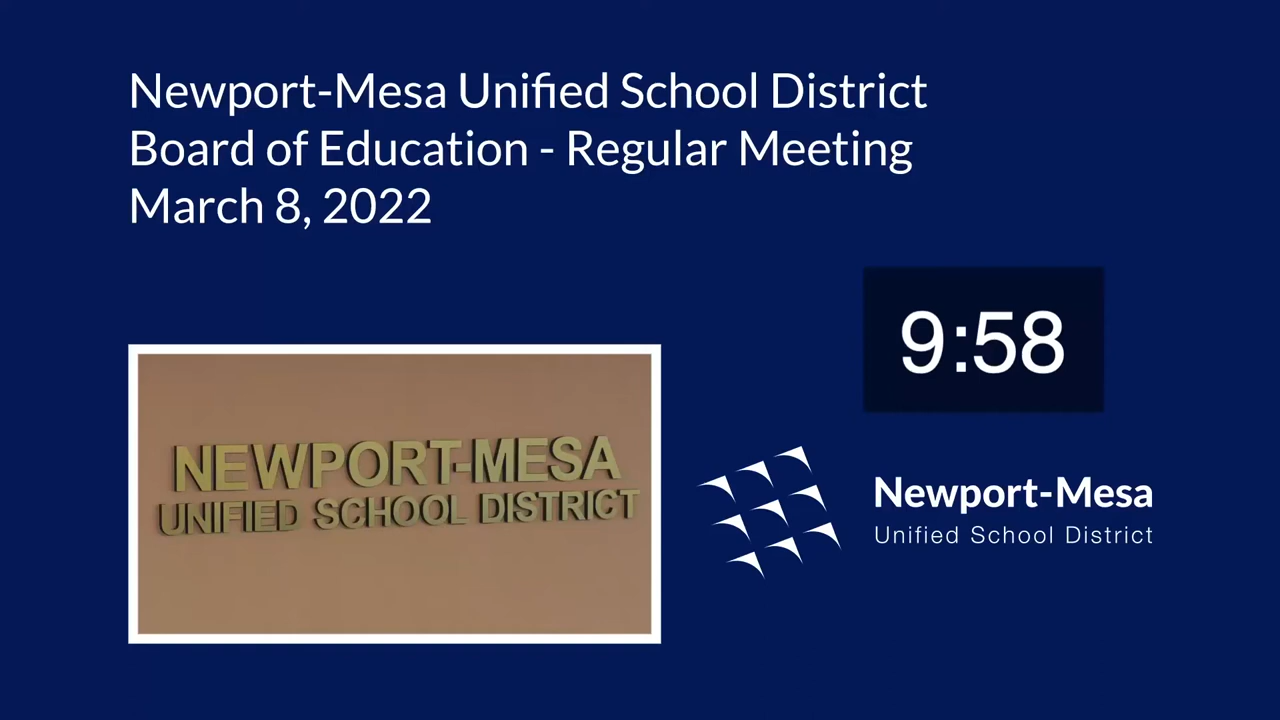 Newport-Mesa Unified School District
Board of Education - Regular Meeting
March 8, 2022
9:58
NEWPORT-MESA
UNIFIED SCHOOL DISTRICT
Newport-Mesa
Unified School District